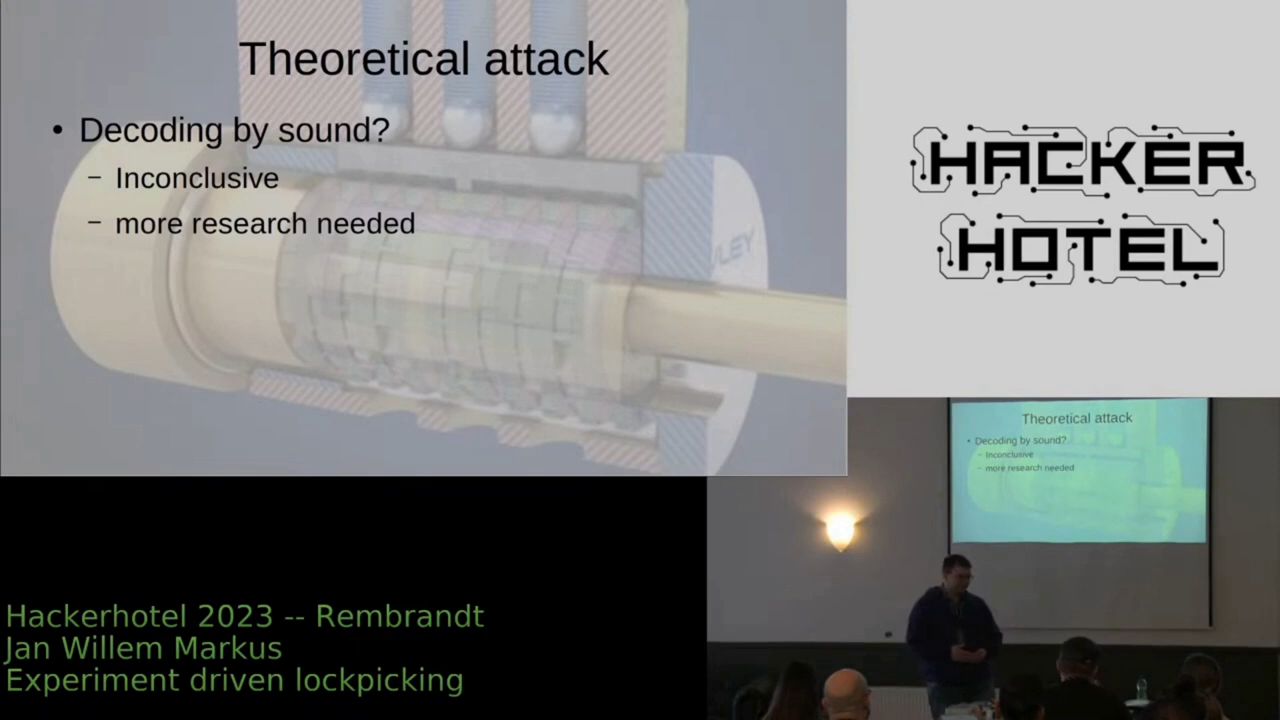 Theoretical attack
• Decoding by sound?
– Inconclusive
– more research needed
LEY
HACKER
HOTEL
Theoretical attack
• Decoding by sound?
– Inconclusive
– more research needed
Hackerhotel 2023 -- Rembrandt
Jan Willem Markus
Experiment driven lockpicking